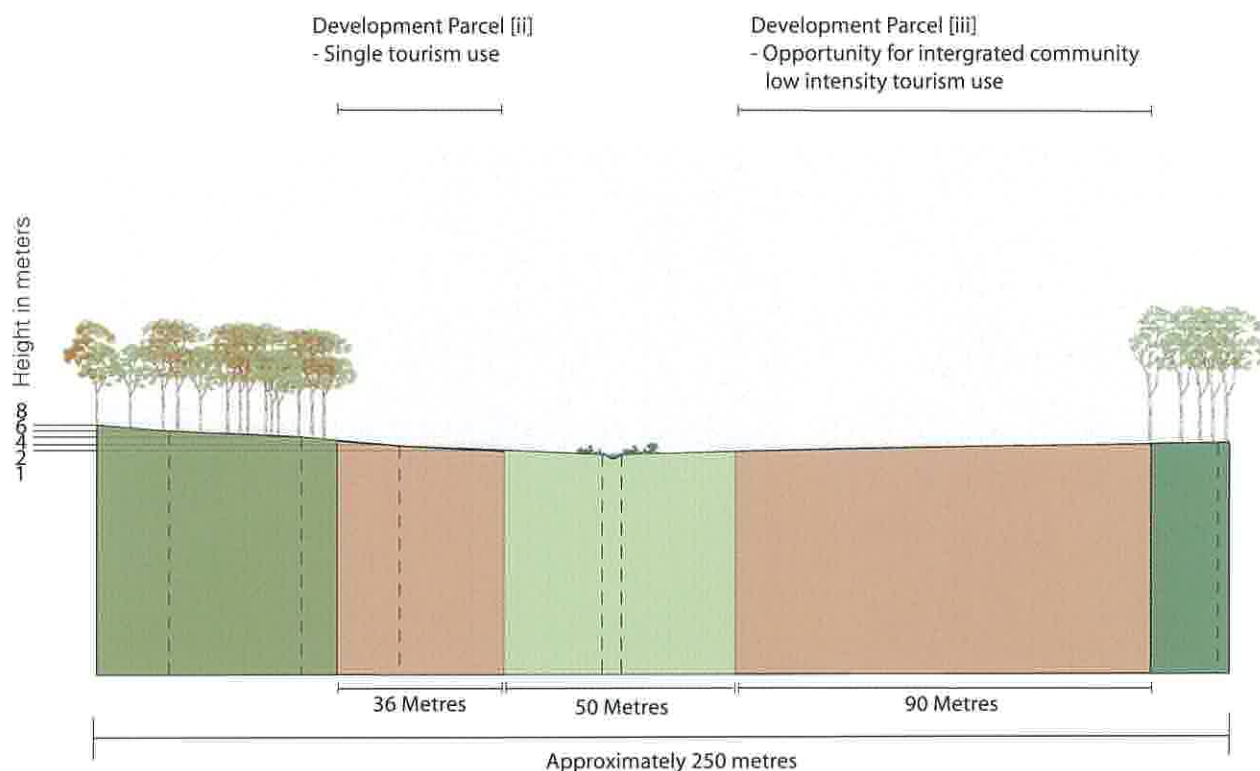 Development Parcel [ii]
- Single tourism use
Development Parcel [iii]
- Opportunity for intergrated community
low intensity tourism use
Height in meters
8
6
4
2
1
36 Metres
50 Metres
90 Metres
Approximately 250 metres